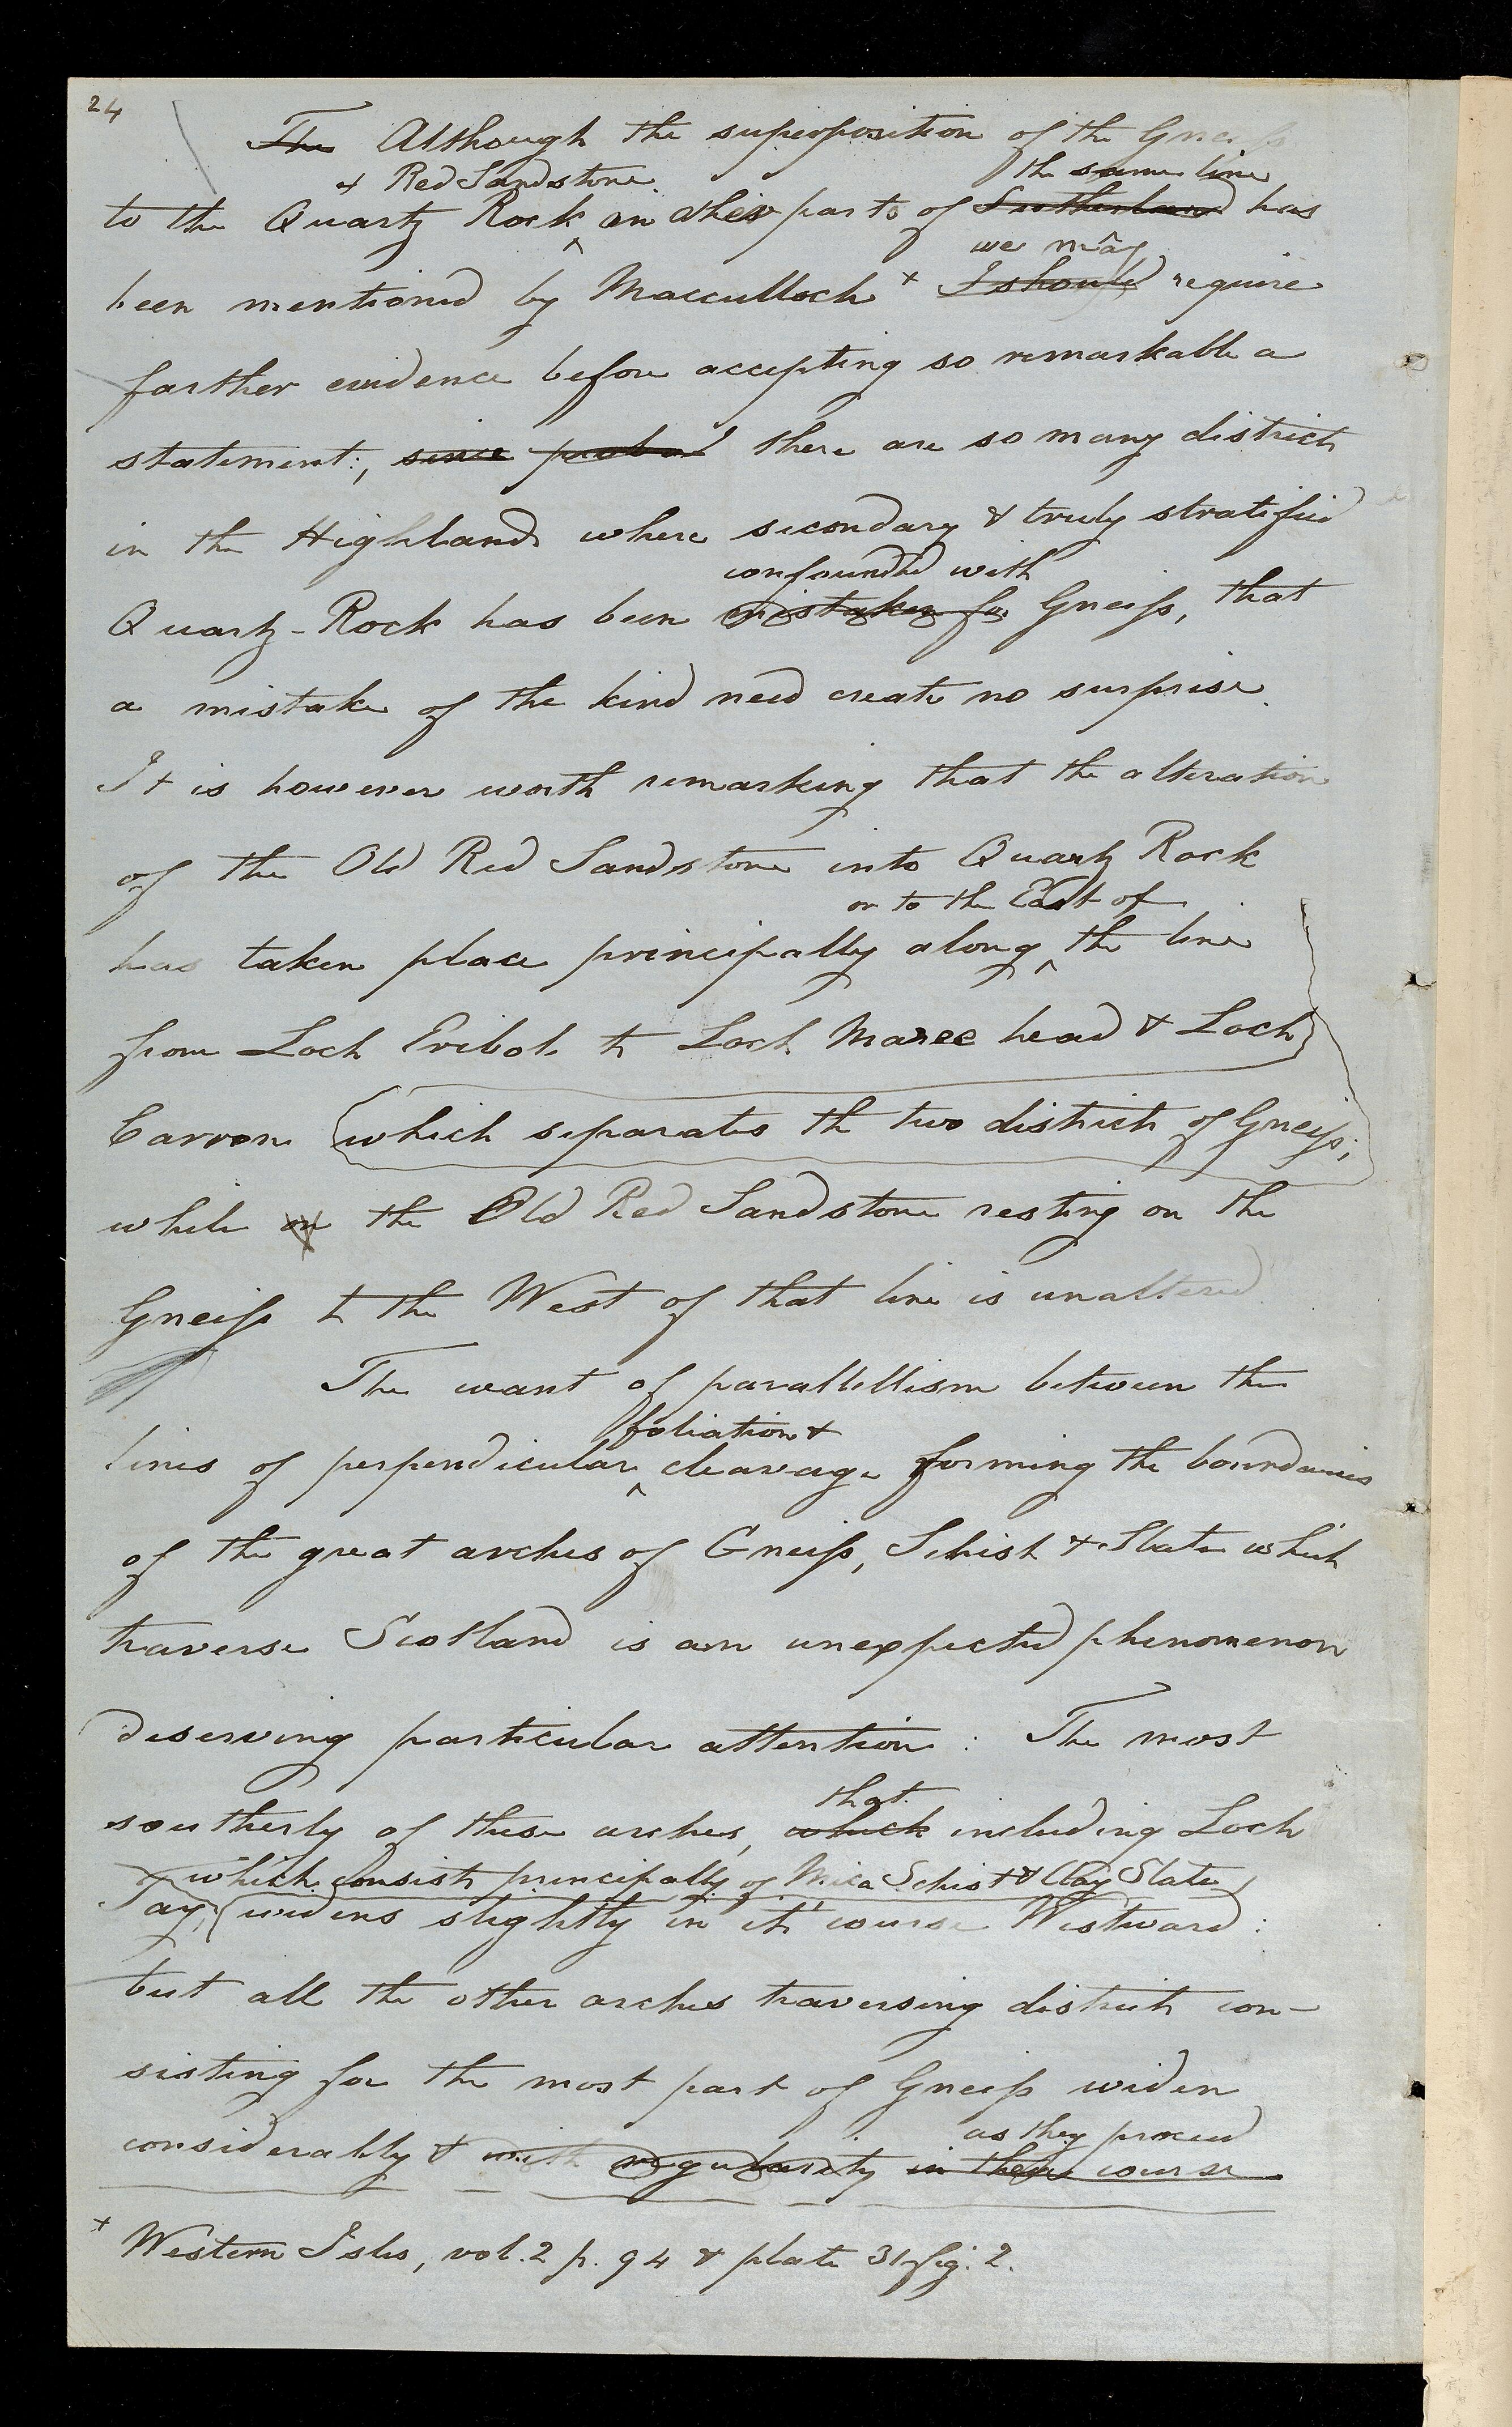 24
The Although the superposition of the Gneiss
& Red Sandstone the same line
to the Quartz Rock in other parts of Sutherland has
we may
been mentioned by Macculloch + I should require
farther evidence before accepting so remarkable a
statement:, since there are so many districts
in the Highlands where secondary & truly stratified
confounded with
Quartz-Rock has been mistaken for Gneiss, that
a mistake of the kind need create no surprise.
It is however worth remarking that the alteration
of the Old Red Sandstone into Quartz Rock
or to the East of
has taken place principally along the line
from Loch Eribol to Loch Maree head & Loch
Carron (which separates the two districts of Gneiss;
while on the Old Red Sandstone resting on the
Gneiss to the West of that line is unaltered
The want of parallellism between the
foliation &
lines of perpendicular cleavage forming the boundaries
of the great arches of Gneiss, Schist & Slate which
traverse Scotland is an unexpected phenomenon
deserving particular attention: The most
that
southerly of these arches, which including Loch
& which consists principally of Mica Schist & Clay Slate
Tay, widens slightly in it's course Westward:
but all the other arches traversing districts con-
sisting for the most part of Gneiss widen
as they proceed
considerably & with regularity in their course
+ Western Isles, vol. 2 p. 94 & plate 31 fig. 2.